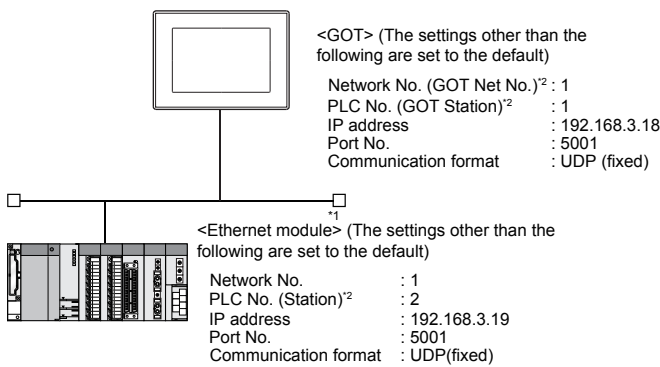 <GOT> (The settings other than the
following are set to the default)
Network No. (GOT Net No.)*2 : 1
PLC No. (GOT Station)*2 : 1
IP address : 192.168.3.18
Port No. : 5001
Communication format : UDP (fixed)
*1
<Ethernet module> (The settings other than the
following are set to the default)
Network No. : 1
PLC No. (Station)*2 : 2
IP address : 192.168.3.19
Port No. : 5001
Communication format : UDP(fixed)